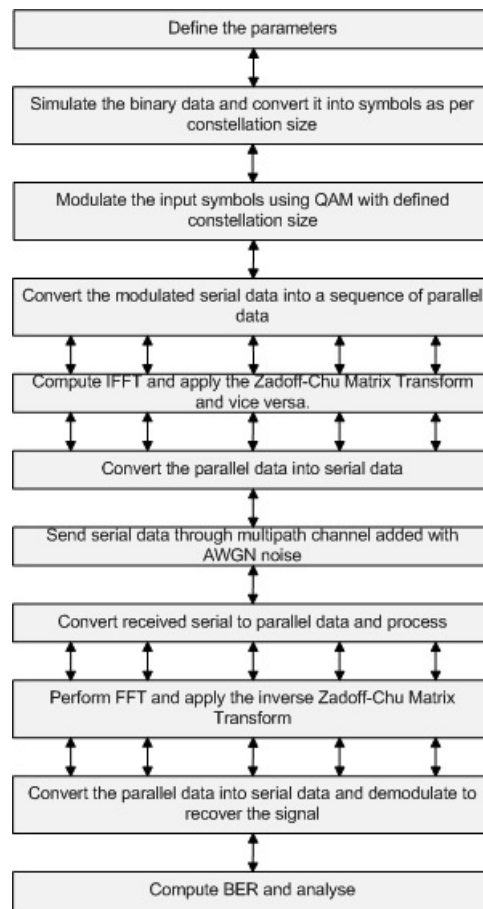 Define the parameters
Simulate the binary data and convert it into symbols as per
constellation size
Modulate the input symbols using QAM with defined
constellation size
Convert the modulated serial data into a sequence of parallel
data
Compute IFFT and apply the Zadoff-Chu Matrix Transform
and vice versa.
Convert the parallel data into serial data
Send serial data through multipath channel added with
AWGN noise
Convert received serial to parallel data and process
Perform FFT and apply the inverse Zadoff-Chu Matrix
Transform
Convert the parallel data into serial data and demodulate to
recover the signal
Compute BER and analyse